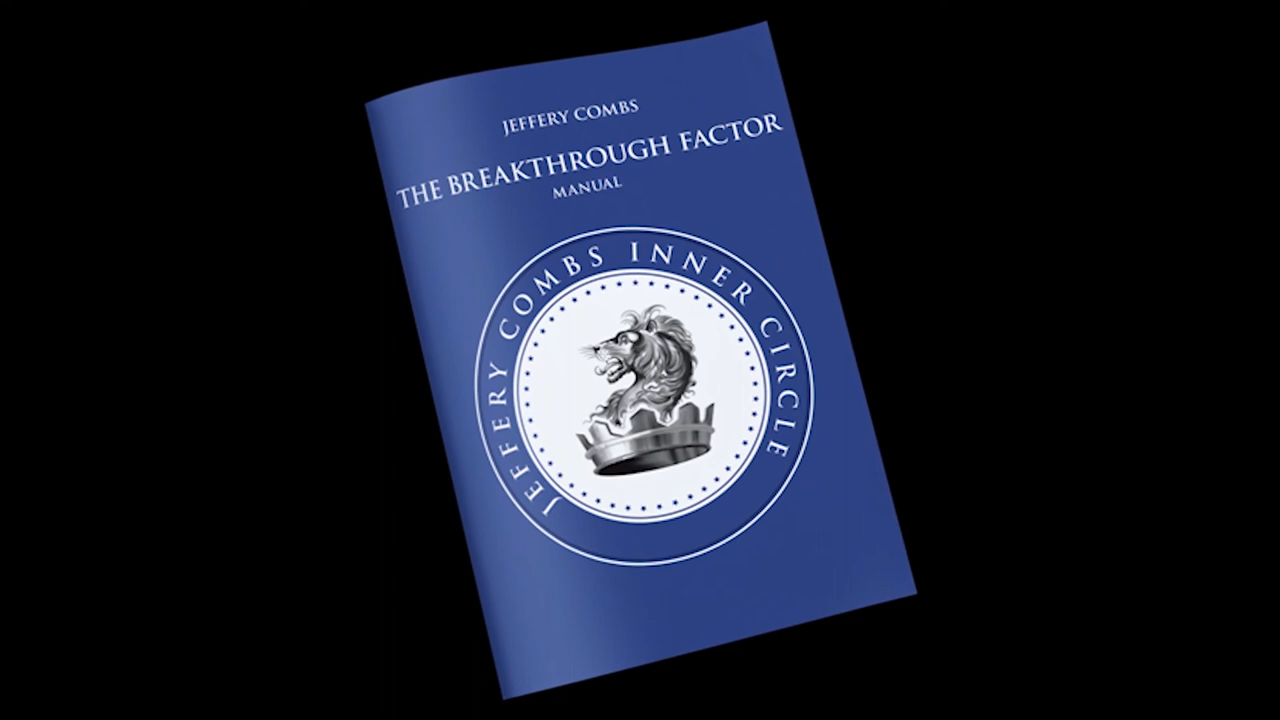 JEFFERY COMBS
THE BREAKTHROUGH FACTOR
MANUAL
JEFFERY COMBS INNER CIRCLE